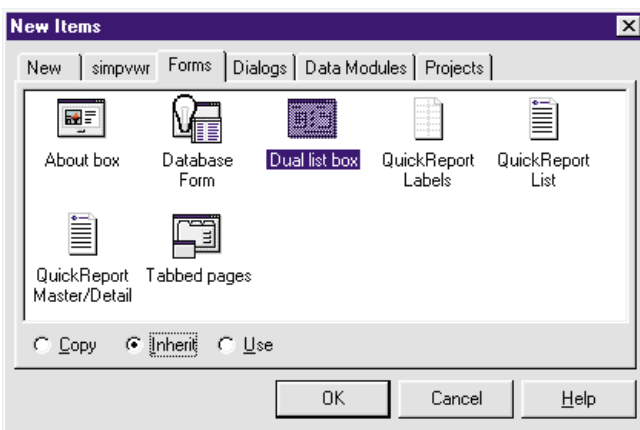 New Items
New simpvwr Forms Dialogs Data Modules Projects
About box Database Form Dual list box QuickReport Labels QuickReport List
QuickReport Master/Detail Tabbed pages
Copy Inherit Use
OK Cancel Help